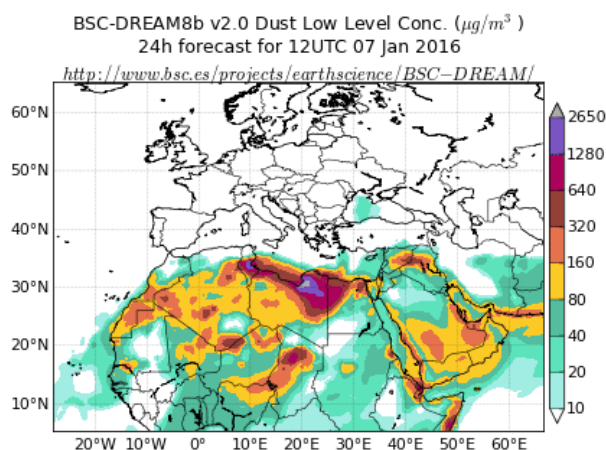 BSC-DREAM8b v2.0 Dust Low Level Conc. (μg/m³ )
24h forecast for 12UTC 07 Jan 2016
http://www.bsc.es/projects/earthscience/BSC−DREAM/
60°N
50°N
40°N
30°N
20°N
10°N
20°W 10°W 0° 10°E 20°E 30°E 40°E 50°E 60°E
2650
1280
640
320
160
80
40
20
10